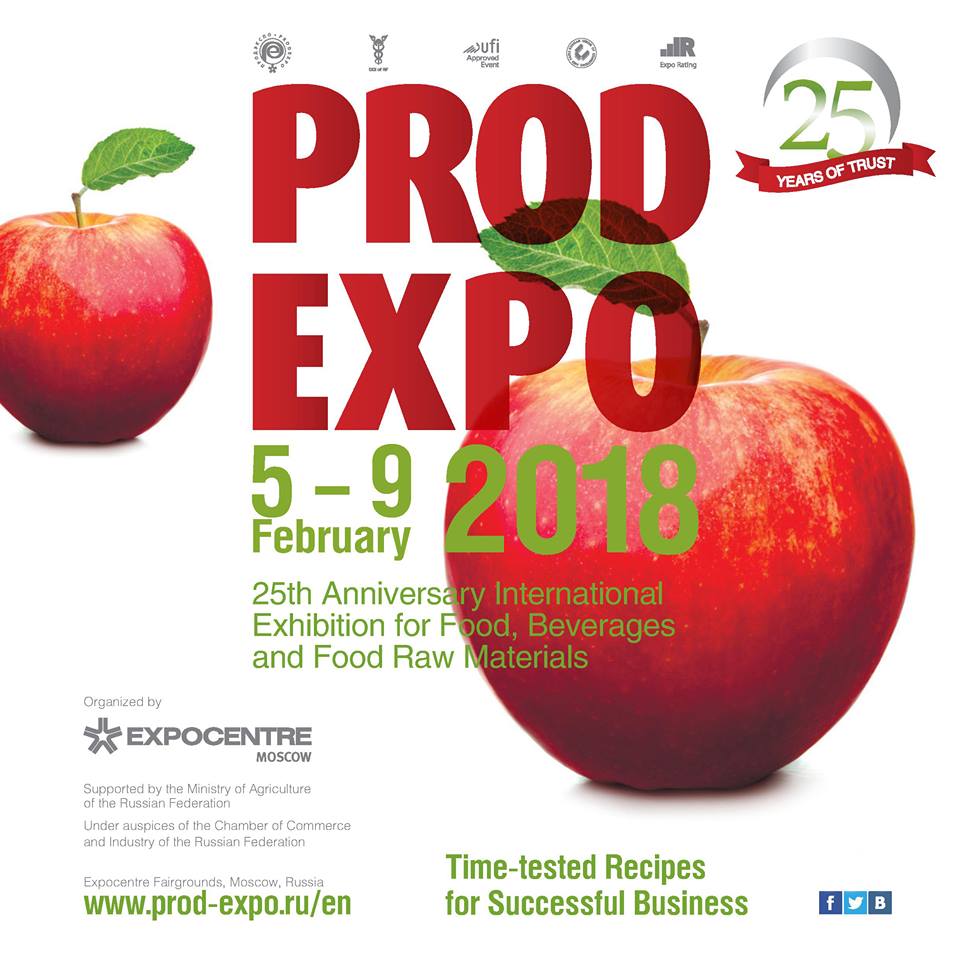 CCI of RF
ufi
Approved
Event
Expo Rating
25
YEARS OF TRUST
PROD
EXPO
5 – 9 2018
February
25th Anniversary International
Exhibition for Food, Beverages
and Food Raw Materials
Organized by
EXPOCENTRE
MOSCOW
Supported by the Ministry of Agriculture
of the Russian Federation
Under auspices of the Chamber of Commerce
and Industry of the Russian Federation
Expocentre Fairgrounds, Moscow, Russia
www.prod-expo.ru/en
Time-tested Recipes
for Successful Business
f B